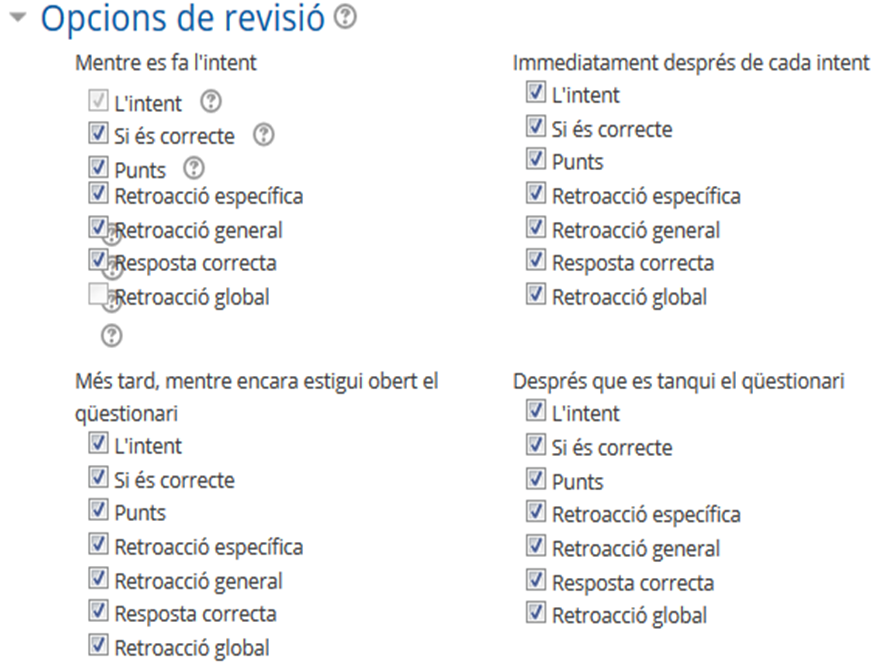 Opcions de revisió
Mentre es fa l'intent
L'intent
Si és correcte
Punts
Retroacció específica
Retroacció general
Resposta correcta
Retroacció global
Immediatament després de cada intent
L'intent
Si és correcte
Punts
Retroacció específica
Retroacció general
Resposta correcta
Retroacció global
Més tard, mentre encara estigui obert el
qüestionari
L'intent
Si és correcte
Punts
Retroacció específica
Retroacció general
Resposta correcta
Retroacció global
Després que es tanqui el qüestionari
L'intent
Si és correcte
Punts
Retroacció específica
Retroacció general
Resposta correcta
Retroacció global